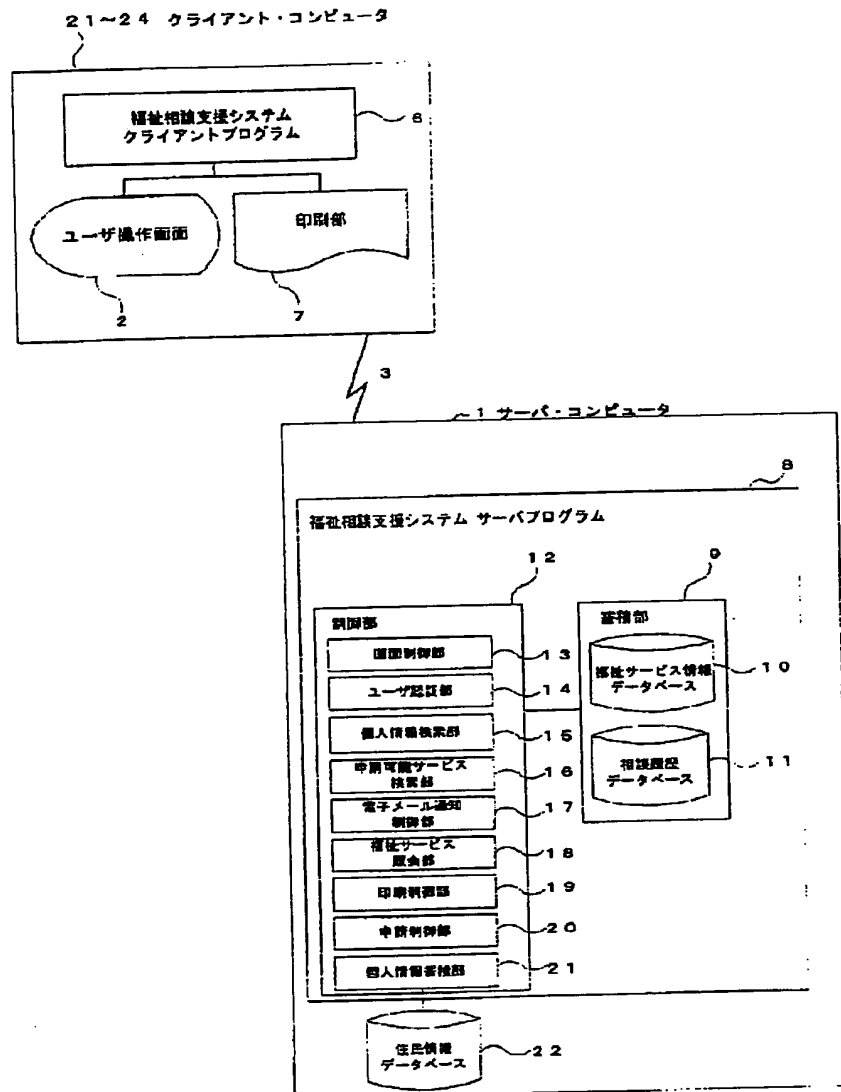 21~24 クライアント・コンピュータ
福祉相談支援システム
クライアントプログラム
6
ユーザ操作画面
印刷部
2
7
3
1 サーバ・コンピュータ
8
福祉相談支援システム サーバプログラム
12
9
制御部
蓄積部
画面制御部
13
福祉サービス情報
データベース
10
ユーザ認証部
14
個人情報検索部
15
申請可能サービス
検索部
16
相談履歴
データベース
11
電子メール通知
制御部
17
福祉サービス
照会部
18
印刷制御部
19
申請制御部
20
個人情報蓄積部
21
住民情報
データベース
22